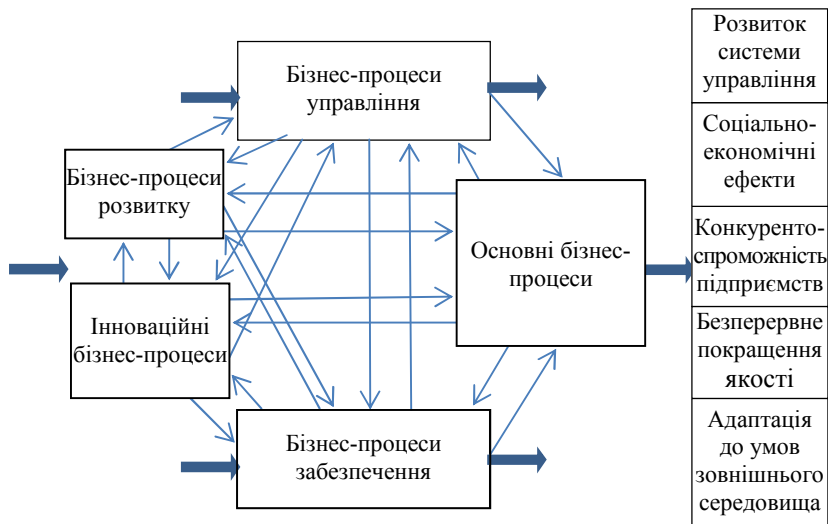 Бізнес-процеси
управління
Бізнес-процеси
розвитку
Основні бізнес-
процеси
Інноваційні
бізнес-процеси
Бізнес-процеси
забезпечення
Розвиток
системи
управління
Соціально-
економічні
ефекти
Конкуренто-
спроможність
підприємств
Безперервне
покращення
якості
Адаптація
до умов
зовнішнього
середовища